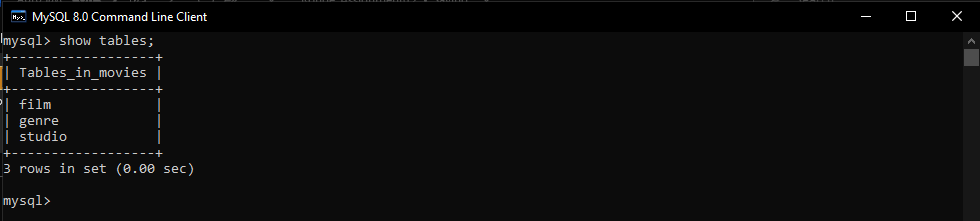 MySQL 8.0 Command Line Client
mysql> show tables;
+------------------+
| Tables_in_movies |
+------------------+
| film             |
| genre            |
| studio           |
+------------------+
3 rows in set (0.00 sec)
mysql>